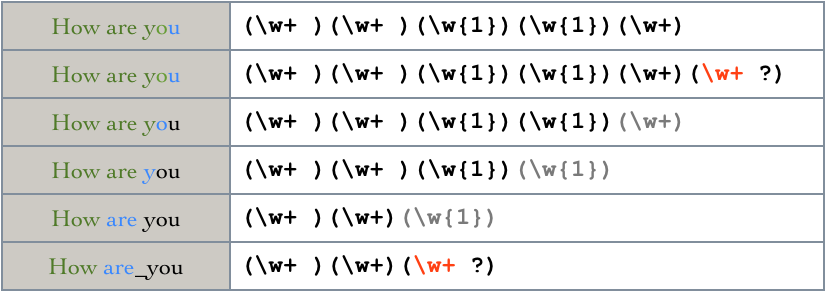 How are you (\w+ )(\w+ )(\w{1})(\w{1})(\w+)
How are you (\w+ )(\w+ )(\w{1})(\w{1})(\w+)(\w+ ?)
How are you (\w+ )(\w+ )(\w{1})(\w{1})(\w+)
How are you (\w+ )(\w+ )(\w{1})(\w{1})
How are you (\w+ )(\w+)(\w{1})
How are_you (\w+ )(\w+)(\w+ ?)